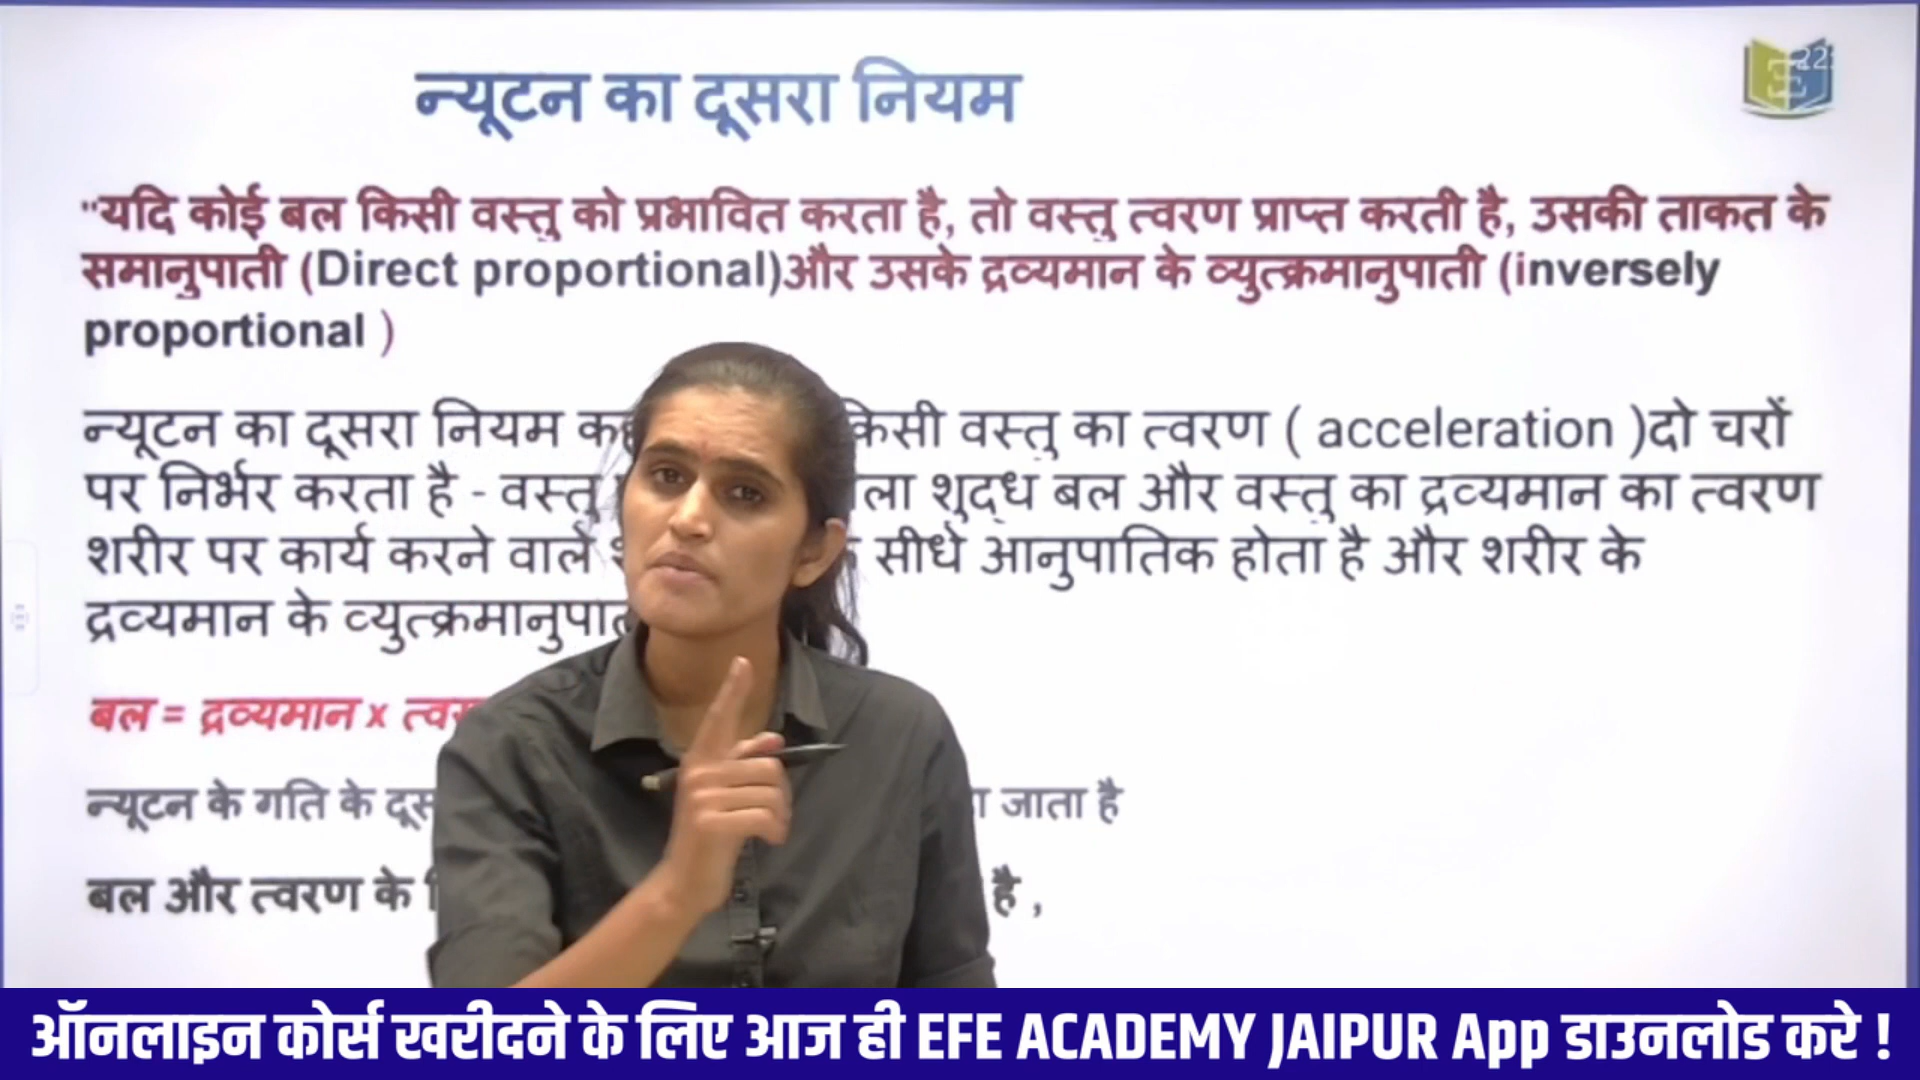 न्यूटन का दूसरा नियम
22
E
"यदि कोई बल किसी वस्तु को प्रभावित करता है, तो वस्तु त्वरण प्राप्त करती है, उसकी ताकत के
समानुपाती (Direct proportional)और उसके द्रव्यमान के व्युत्क्रमानुपाती (inversely
proportional )
न्यूटन का दूसरा नियम किसी वस्तु का त्वरण ( acceleration )दो चरों
पर निर्भर करता है - वस्तु शुद्ध बल और वस्तु का द्रव्यमान का त्वरण
शरीर पर कार्य करने वाले सीधे आनुपातिक होता है और शरीर के
द्रव्यमान के
बल = द्रव्यमान x
न्यूटन के गति के जाता है
बल और त्वरण के है ,
ऑनलाइन कोर्स खरीदने के लिए आज ही EFE ACADEMY JAIPUR App डाउनलोड करे !